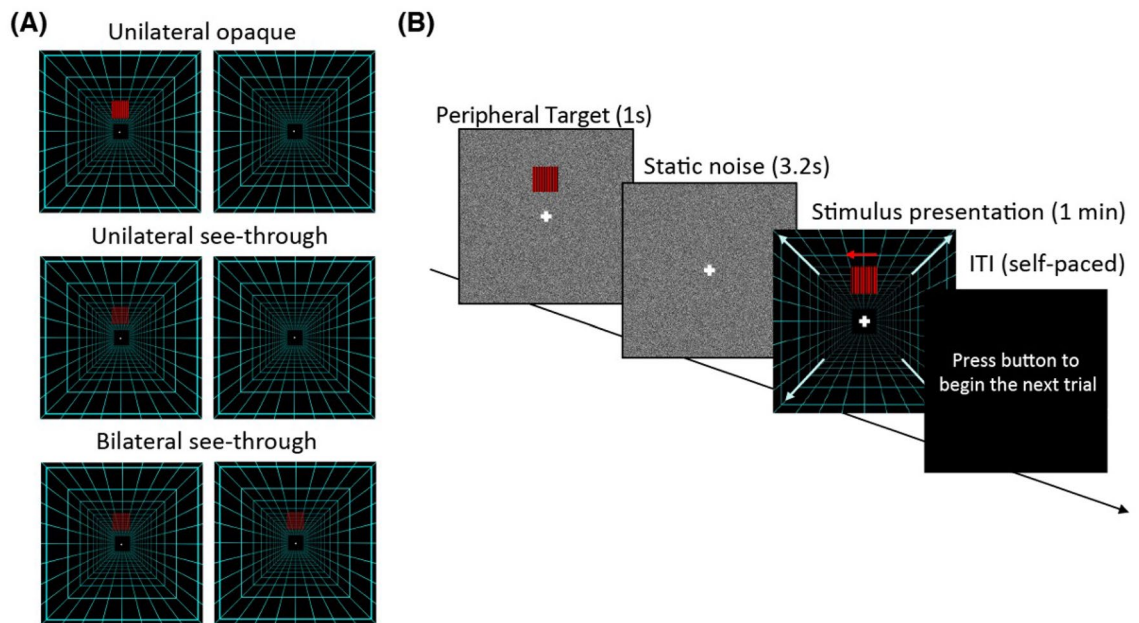 (A)
Unilateral opaque
Unilateral see-through
Bilateral see-through
(B)
Peripheral Target (1s)
Static noise (3.2s)
Stimulus presentation (1 min)
ITI (self-paced)
Press button to
begin the next trial